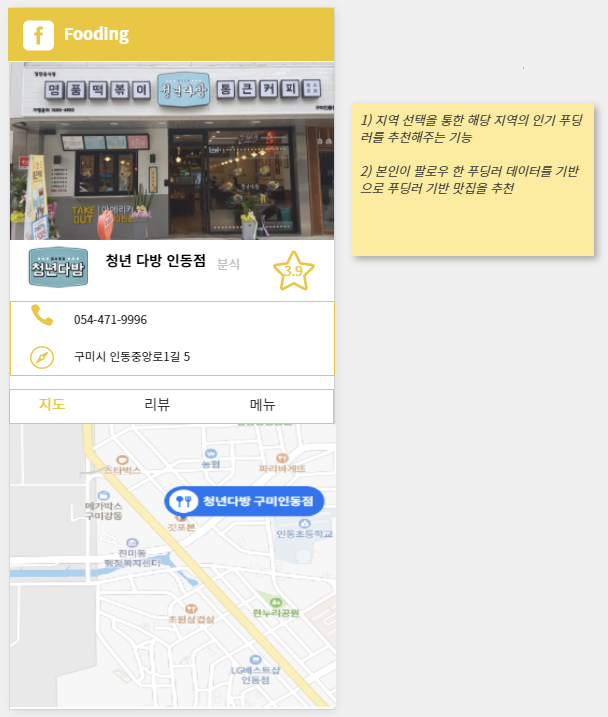 Fooding
명품떡볶이 청년다방 통큰커피
TAKE OUT
청년다방
청년 다방 인동점 분식
3.9
054-471-9996
구미시 인동중앙로1길 5
지도 리뷰 메뉴
스타벅스
농협
파리바게뜨
메가박스
구미강동
청년다방 구미인동점
깃포본
인동초등학교
진미동
행정복지센터
초원삼겹살
한누리공원
LG베스트샵
인동점
1) 지역 선택을 통한 해당 지역의 인기 푸딩
러를 추천해주는 기능
2) 본인이 팔로우 한 푸딩러 데이터를 기반
으로 푸딩러 기반 맛집을 추천